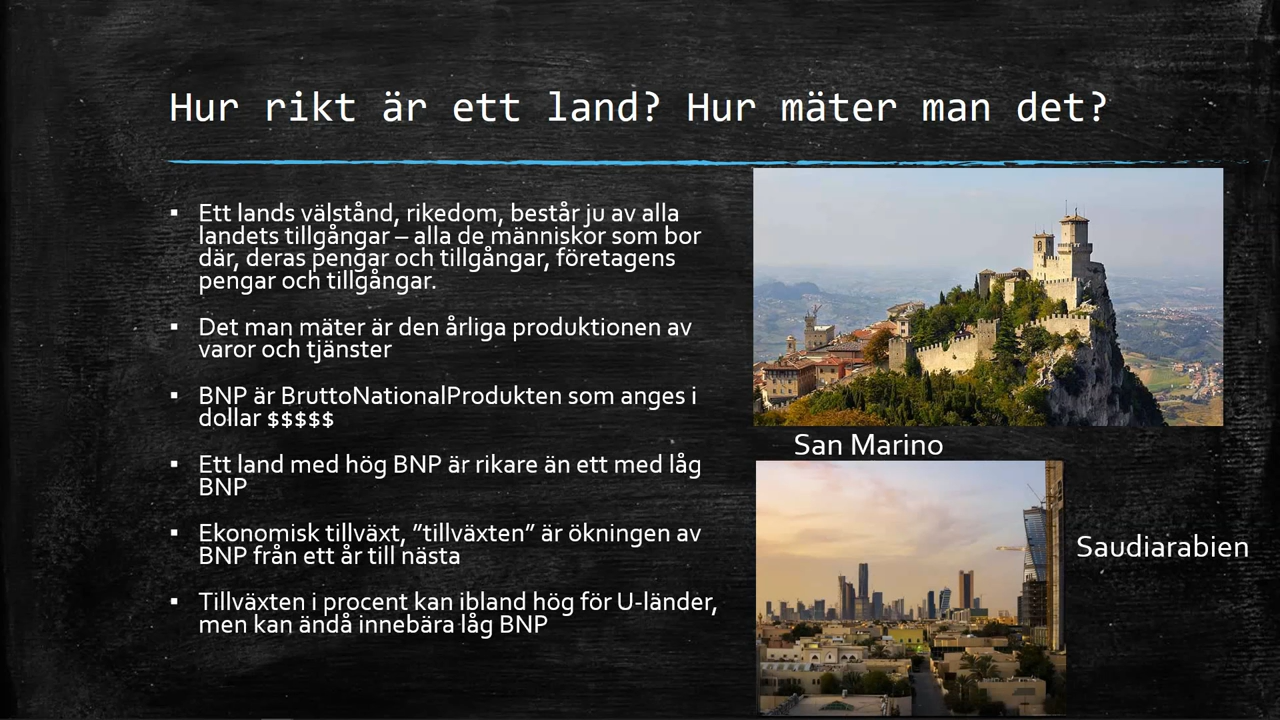 Hur rikt är ett land? Hur mäter man det?
▪ Ett lands välstånd, rikedom, består ju av alla
landets tillgångar – alla de människor som bor
där, deras pengar och tillgångar, företagens
pengar och tillgångar.
▪ Det man mäter är den årliga produktionen av
varor och tjänster
▪ BNP är BruttoNationalProdukten som anges i
dollar $$$$$
▪ Ett land med hög BNP är rikare än ett med låg
BNP
▪ Ekonomisk tillväxt, ”tillväxten” är ökningen av
BNP från ett år till nästa
▪ Tillväxten i procent kan ibland hög för U-länder,
men kan ändå innebära låg BNP
San Marino
Saudiarabien